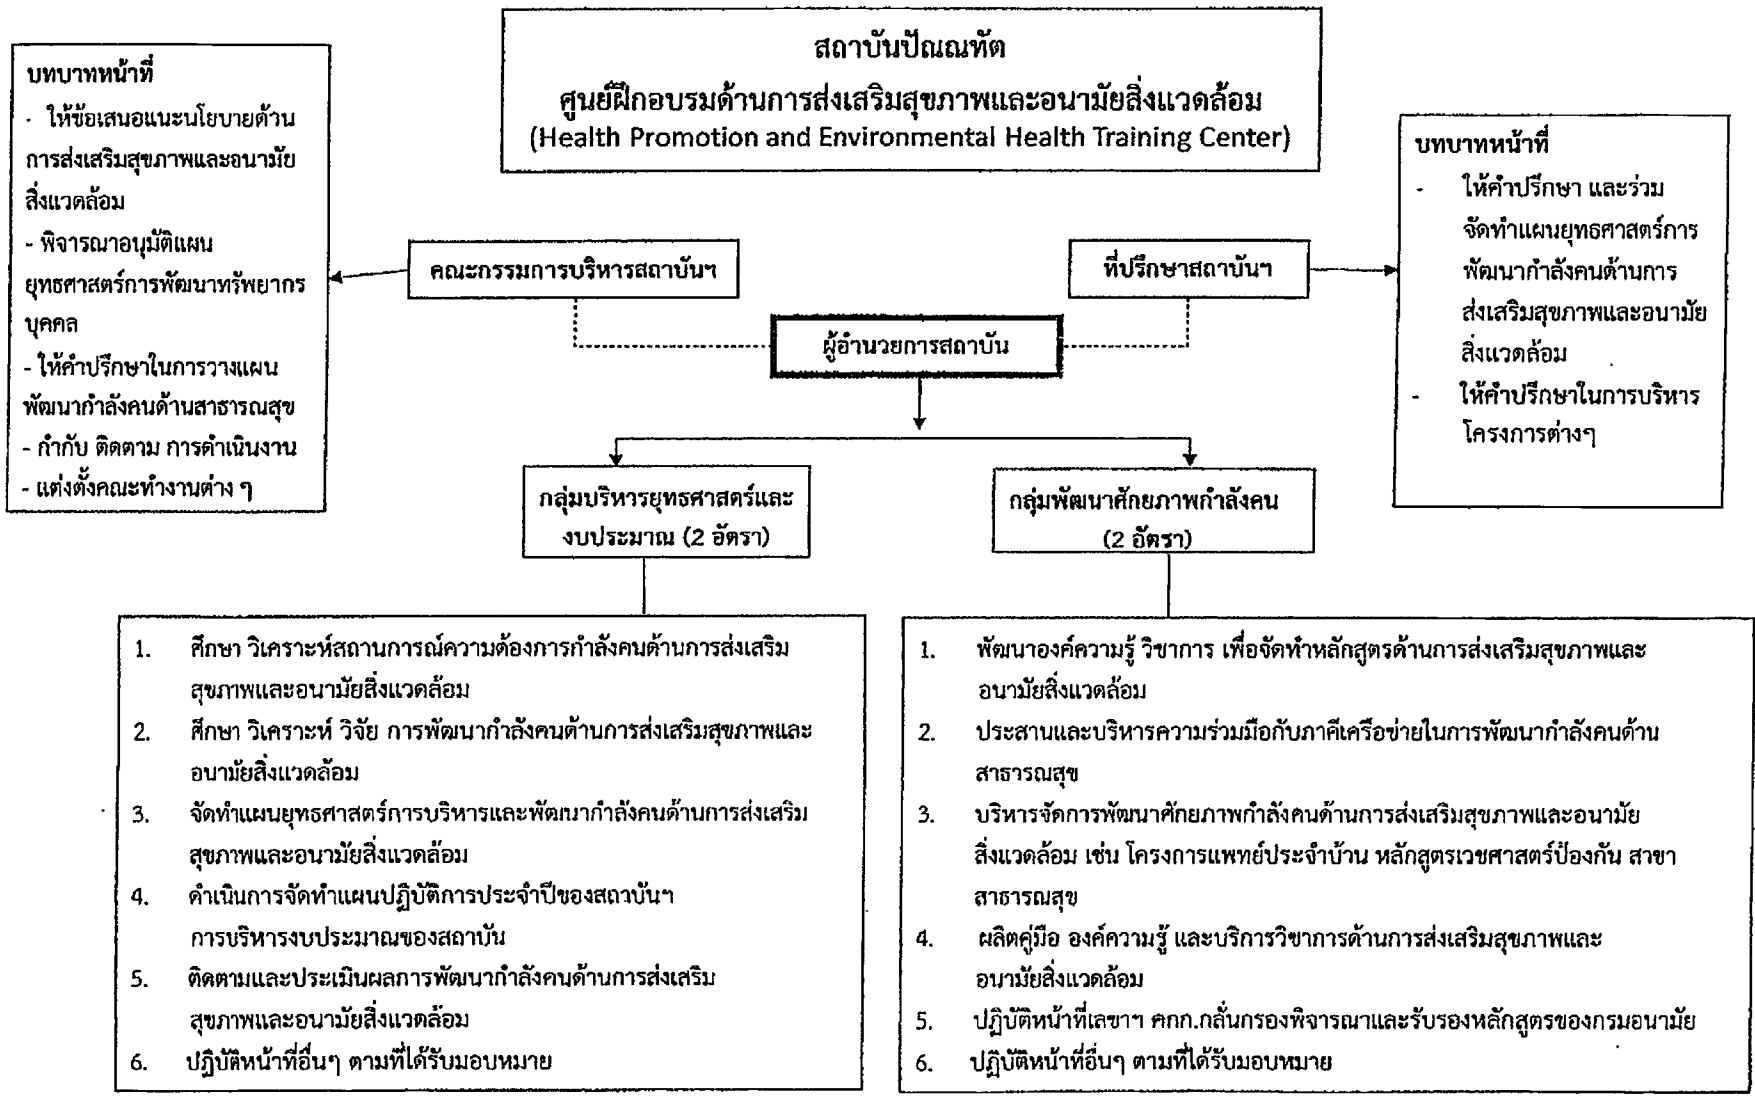 สถาบันปัณณทัต
ศูนย์ฝึกอบรมด้านการส่งเสริมสุขภาพและอนามัยสิ่งแวดล้อม
(Health Promotion and Environmental Health Training Center)
บทบาทหน้าที่
- ให้ข้อเสนอแนะนโยบายด้าน
การส่งเสริมสุขภาพและอนามัย
สิ่งแวดล้อม
- พิจารณาอนุมัติแผน
ยุทธศาสตร์การพัฒนาทรัพยากร
บุคคล
- ให้คำปรึกษาในการวางแผน
พัฒนากำลังคนด้านสาธารณสุข
- กำกับ ติดตาม การดำเนินงาน
- แต่งตั้งคณะทำงานต่าง ๆ
คณะกรรมการบริหารสถาบันฯ
ที่ปรึกษาสถาบันฯ
บทบาทหน้าที่
- ให้คำปรึกษา และร่วม
จัดทำแผนยุทธศาสตร์การ
พัฒนากำลังคนด้านการ
ส่งเสริมสุขภาพและอนามัย
สิ่งแวดล้อม
- ให้คำปรึกษาในการบริหาร
โครงการต่างๆ
ผู้อำนวยการสถาบัน
กลุ่มบริหารยุทธศาสตร์และ
งบประมาณ (2 อัตรา)
กลุ่มพัฒนาศักยภาพกำลังคน
(2 อัตรา)
1. ศึกษา วิเคราะห์สถานการณ์ความต้องการกำลังคนด้านการส่งเสริม
สุขภาพและอนามัยสิ่งแวดล้อม
2. ศึกษา วิเคราะห์ วิจัย การพัฒนากำลังคนด้านการส่งเสริมสุขภาพและ
อนามัยสิ่งแวดล้อม
3. จัดทำแผนยุทธศาสตร์การบริหารและพัฒนากำลังคนด้านการส่งเสริม
สุขภาพและอนามัยสิ่งแวดล้อม
4. ดำเนินการจัดทำแผนปฏิบัติการประจำปีของสถาบันฯ
การบริหารงบประมาณของสถาบัน
5. ติดตามและประเมินผลการพัฒนากำลังคนด้านการส่งเสริม
สุขภาพและอนามัยสิ่งแวดล้อม
6. ปฏิบัติหน้าที่อื่นๆ ตามที่ได้รับมอบหมาย
1. พัฒนาองค์ความรู้ วิชาการ เพื่อจัดทำหลักสูตรด้านการส่งเสริมสุขภาพและ
อนามัยสิ่งแวดล้อม
2. ประสานและบริหารความร่วมมือกับภาคีเครือข่ายในการพัฒนากำลังคนด้าน
สาธารณสุข
3. บริหารจัดการพัฒนาศักยภาพกำลังคนด้านการส่งเสริมสุขภาพและอนามัย
สิ่งแวดล้อม เช่น โครงการแพทย์ประจำบ้าน หลักสูตรเวชศาสตร์ป้องกัน สาขา
สาธารณสุข
4. ผลิตคู่มือ องค์ความรู้ และบริการวิชาการด้านการส่งเสริมสุขภาพและ
อนามัยสิ่งแวดล้อม
5. ปฏิบัติหน้าที่เลขาฯ คกก.กลั่นกรองพิจารณาและรับรองหลักสูตรของกรมอนามัย
6. ปฏิบัติหน้าที่อื่นๆ ตามที่ได้รับมอบหมาย